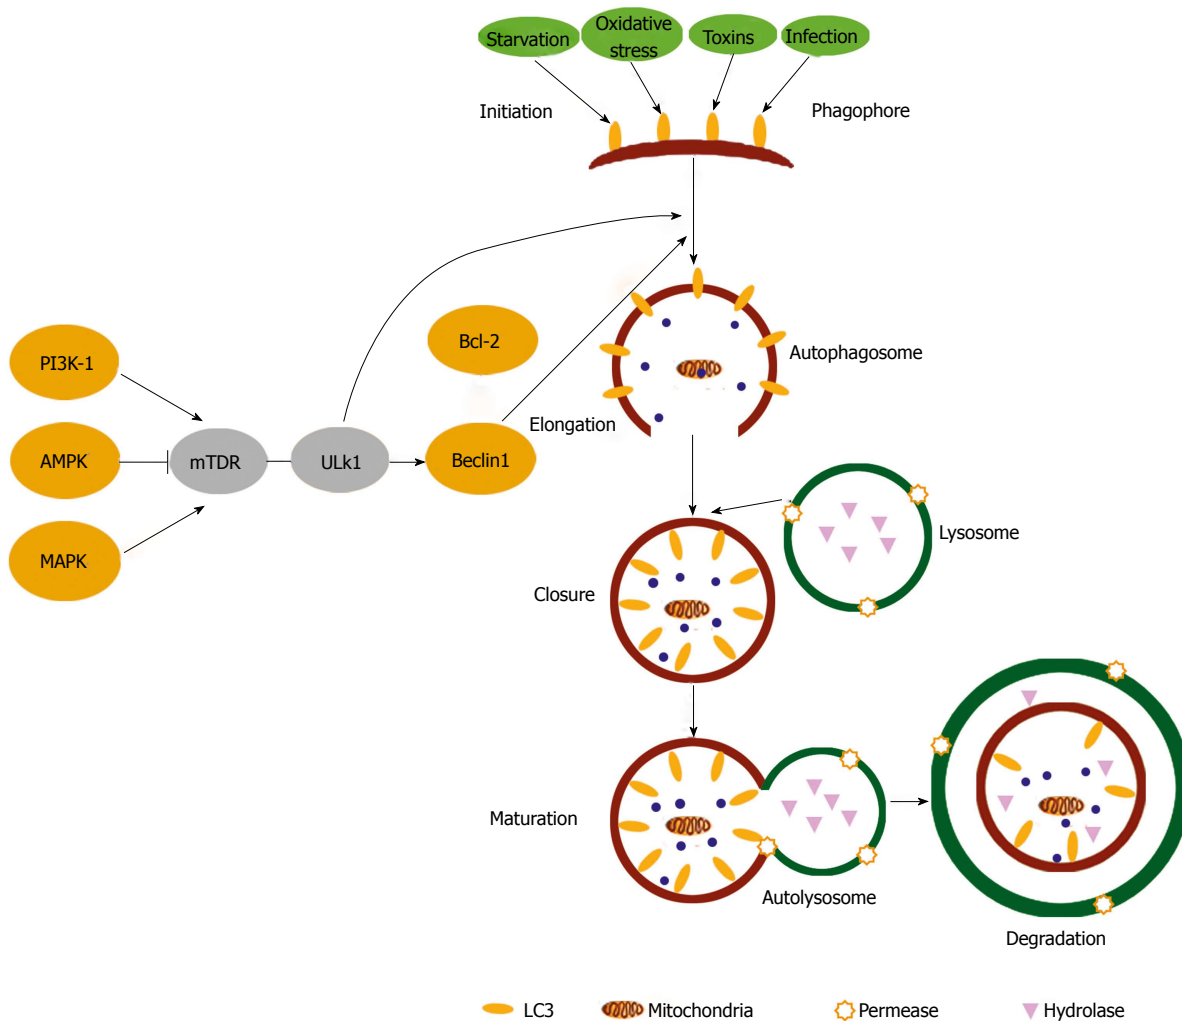 Starvation
Oxidative
stress
Toxins
Infection
Initiation
Phagophore
Bcl-2
PI3K-1
Autophagosome
Elongation
AMPK
mTDR
ULk1
Beclin1
Lysosome
MAPK
Closure
Maturation
Autolysosome
Degradation
LC3
Mitochondria
Permease
Hydrolase